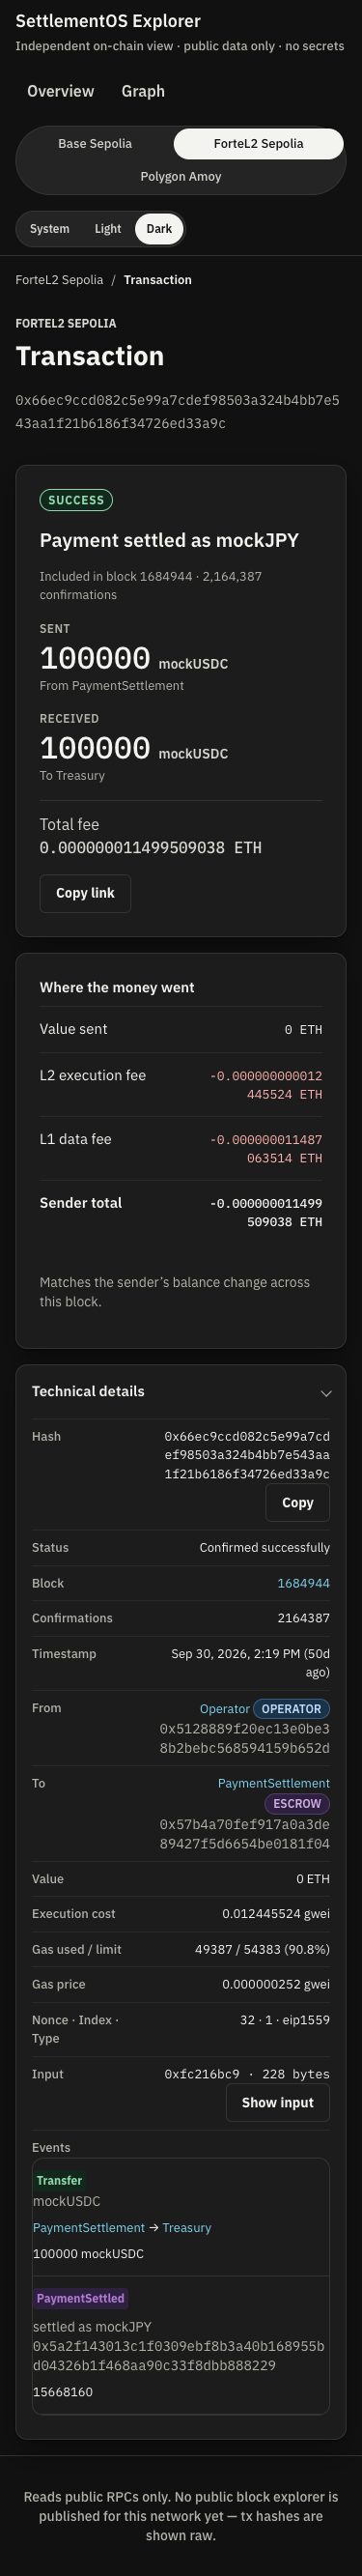 SettlementOS Explorer
Independent on-chain view · public data only · no secrets
Overview Graph
Base Sepolia ForteL2 Sepolia
Polygon Amoy
System Light Dark
ForteL2 Sepolia / Transaction
FORTEL2 SEPOLIA
Transaction
0x66ec9ccd082c5e99a7cdef98503a324b4bb7e5
43aa1f21b6186f34726ed33a9c
SUCCESS
Payment settled as mockJPY
Included in block 1684944 · 2,164,387
confirmations
SENT
100000 mockUSDC
From PaymentSettlement
RECEIVED
100000 mockUSDC
To Treasury
Total fee
0.000000011499509038 ETH
Copy link
Where the money went
Value sent 0 ETH
L2 execution fee -0.000000000012
445524 ETH
L1 data fee -0.000000011487
063514 ETH
Sender total -0.000000011499
509038 ETH
Matches the sender’s balance change across
this block.
Technical details
Hash 0x66ec9ccd082c5e99a7cd
ef98503a324b4bb7e543aa
1f21b6186f34726ed33a9c
Copy
Status Confirmed successfully
Block 1684944
Confirmations 2164387
Timestamp Sep 30, 2026, 2:19 PM (50d
ago)
From Operator OPERATOR
0x5128889f20ec13e0be3
8b2bebc568594159b652d
To PaymentSettlement
ESCROW
0x57b4a70fef917a0a3de
89427f5d6654be0181f04
Value 0 ETH
Execution cost 0.012445524 gwei
Gas used / limit 49387 / 54383 (90.8%)
Gas price 0.000000252 gwei
Nonce · Index · 32 · 1 · eip1559
Type
Input 0xfc216bc9 · 228 bytes
Show input
Events
Transfer
mockUSDC
PaymentSettlement → Treasury
100000 mockUSDC
PaymentSettled
settled as mockJPY
0x5a2f143013c1f0309ebf8b3a40b168955b
d04326b1f468aa90c33f8dbb888229
15668160
Reads public RPCs only. No public block explorer is
published for this network yet — tx hashes are
shown raw.